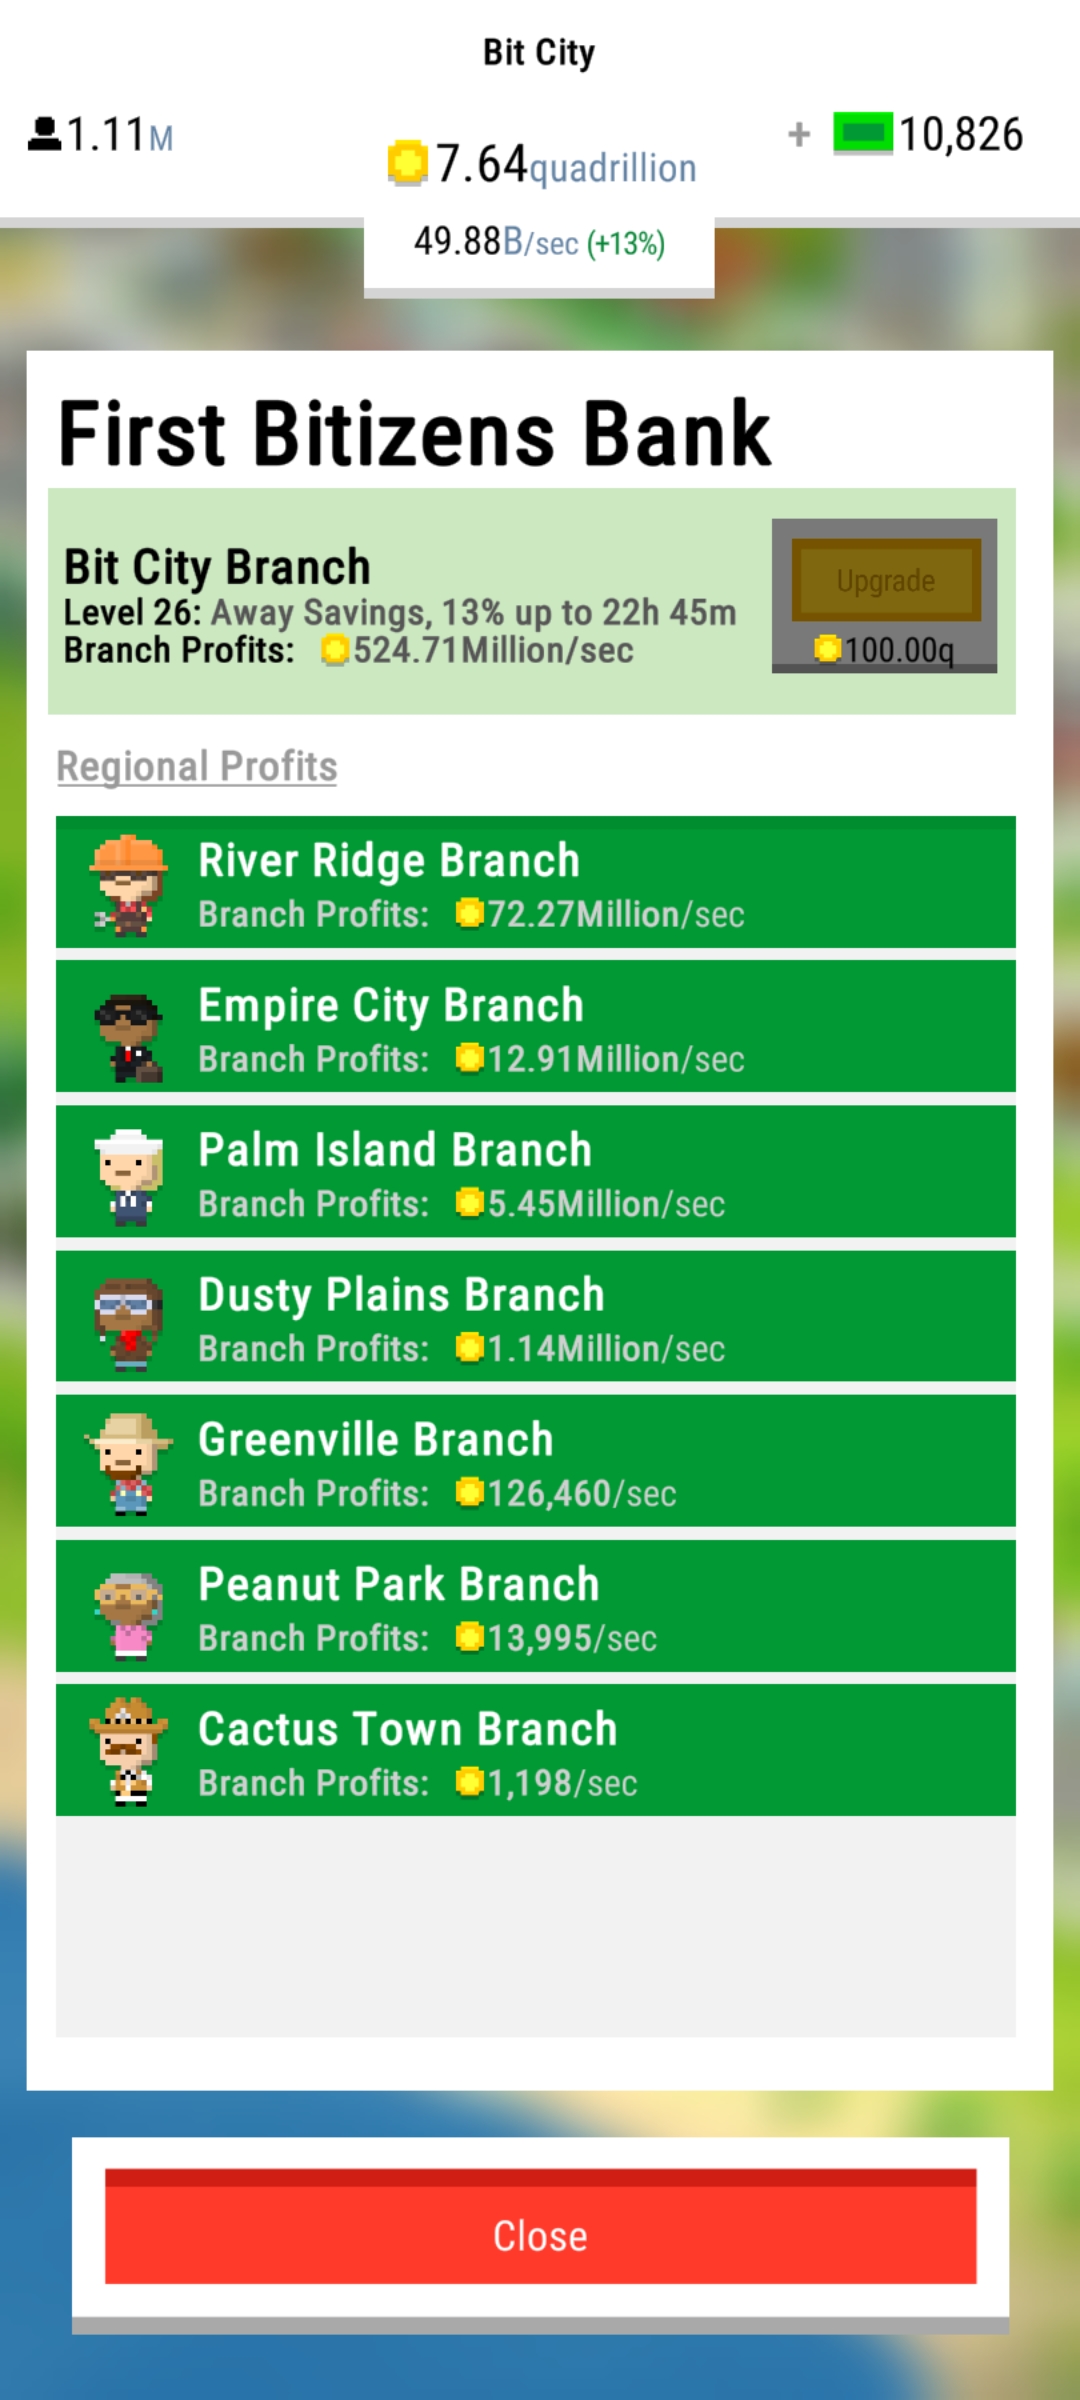 Bit City
1.11M
7.64quadrillion
+ 10,826
49.88B/sec (+13%)
First Bitizens Bank
Bit City Branch
Level 26: Away Savings, 13% up to 22h 45m
Branch Profits: 524.71Million/sec
Upgrade
100.00q
Regional Profits
River Ridge Branch
Branch Profits: 72.27Million/sec
Empire City Branch
Branch Profits: 12.91Million/sec
Palm Island Branch
Branch Profits: 5.45Million/sec
Dusty Plains Branch
Branch Profits: 1.14Million/sec
Greenville Branch
Branch Profits: 126,460/sec
Peanut Park Branch
Branch Profits: 13,995/sec
Cactus Town Branch
Branch Profits: 1,198/sec
Close